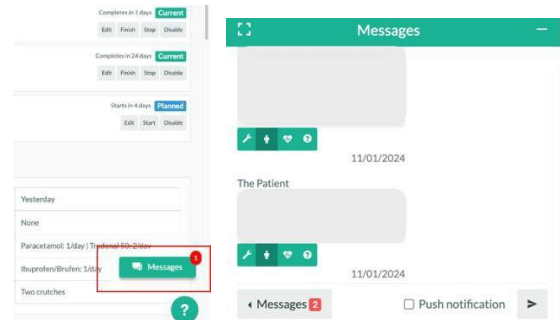 Completes in 1 days Current
Edit Finish Stop Disable
Completes in 24 days Current
Edit Finish Stop Disable
Starts in 4 days Planned
Edit Start Disable
Yesterday
None
Paracetamol: 1/day | Tradonal 50: 2/day
Ibuprofen/Brufen: 1/day
Messages 1
Two crutches
?
Messages
11/01/2024
The Patient
11/01/2024
Messages 2
Push notification